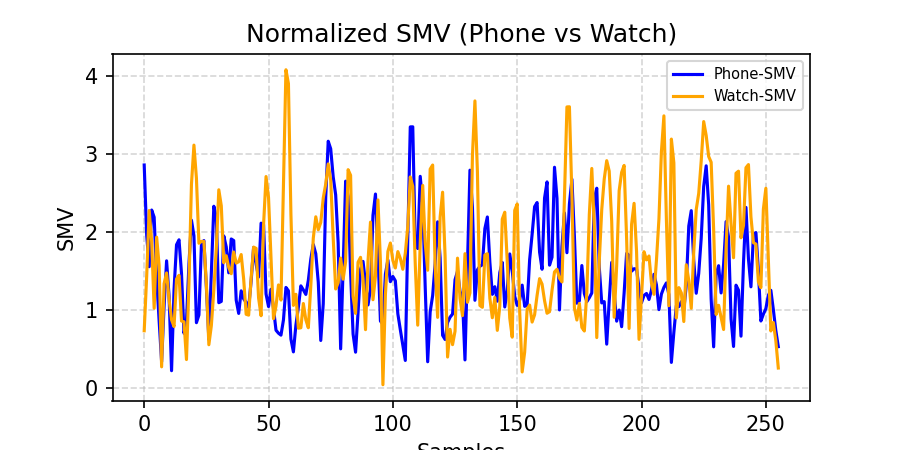 Normalized SMV (Phone vs Watch)
Phone-SMV
Watch-SMV
SMV
4
3
2
1
0
0 50 100 150 200 250
Samples